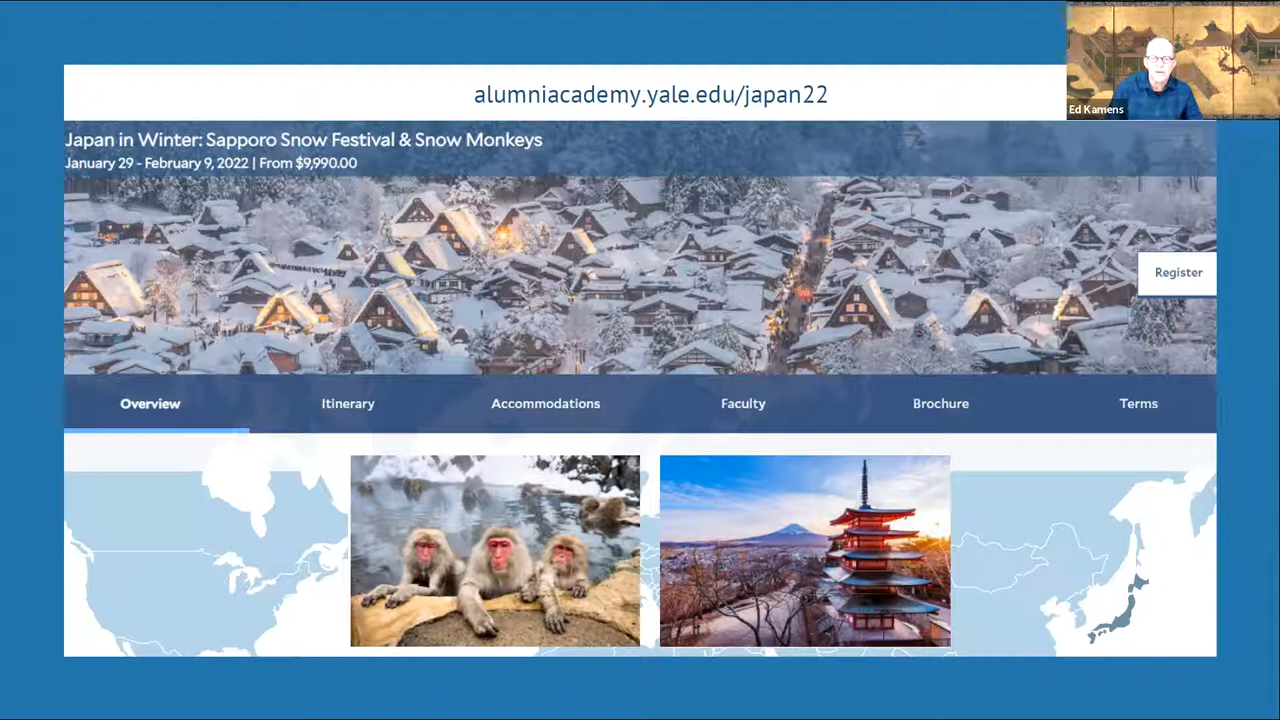 alumniacademy.yale.edu/japan22
Ed Kamens
Japan in Winter: Sapporo Snow Festival & Snow Monkeys
January 29 - February 9, 2022 | From $9,990.00
Register
Overview
Itinerary
Accommodations
Faculty
Brochure
Terms